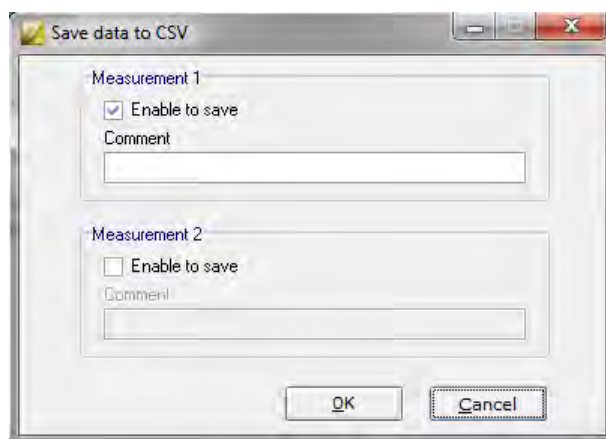 Save data to CSV
Measurement 1
Enable to save
Comment
Measurement 2
Enable to save
Comment
OK Cancel